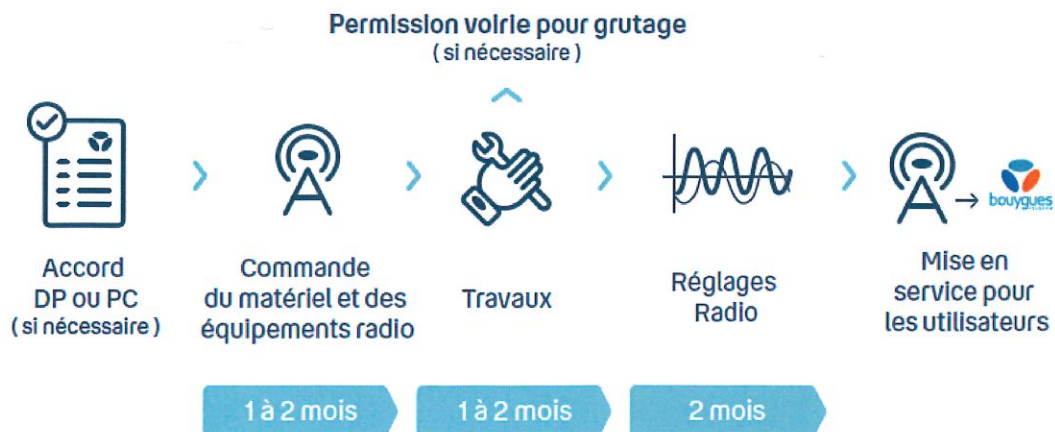 Permission voirie pour grutage
( si nécessaire )
Accord
DP ou PC
( si nécessaire )
Commande
du matériel et des
équipements radio
Travaux
Réglages
Radio
bouygues
Mise en
service pour
les utilisateurs
1 à 2 mois
1 à 2 mois
2 mois